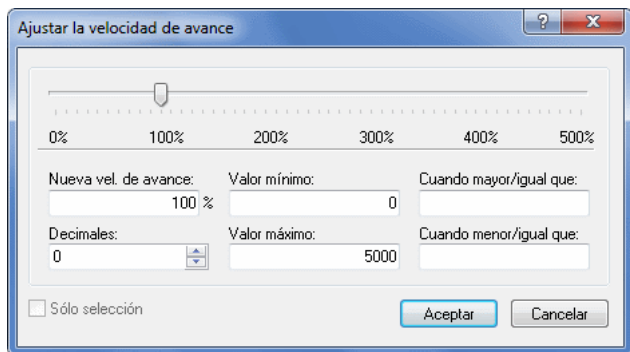 Ajustar la velocidad de avance
0% 100% 200% 300% 400% 500%
Nueva vel. de avance: Valor mínimo: Cuando mayor/igual que:
100 % 0
Decimales: Valor máximo: Cuando menor/igual que:
0 5000
Sólo selección Aceptar Cancelar